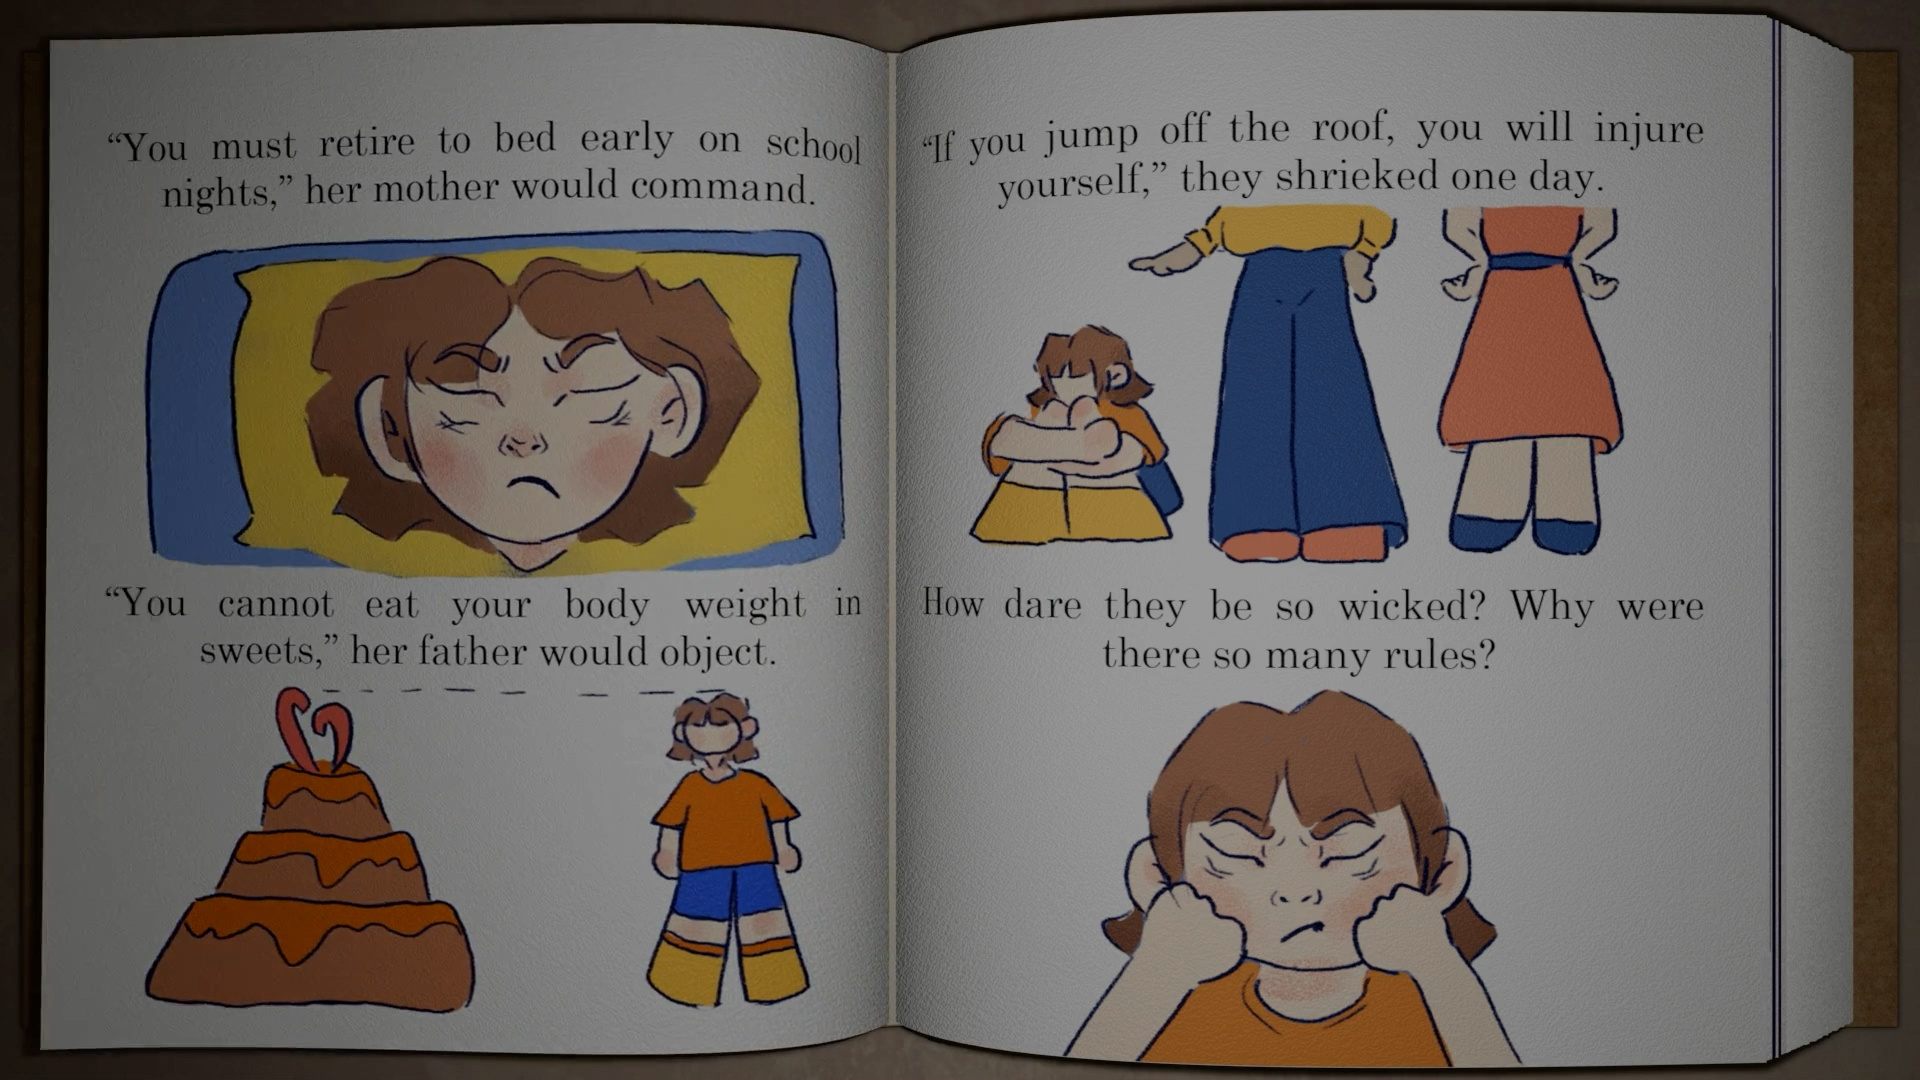 “You must retire to bed early on school
nights,” her mother would command.
“You cannot eat your body weight in
sweets,” her father would object.
“If you jump off the roof, you will injure
yourself,” they shrieked one day.
How dare they be so wicked? Why were
there so many rules?